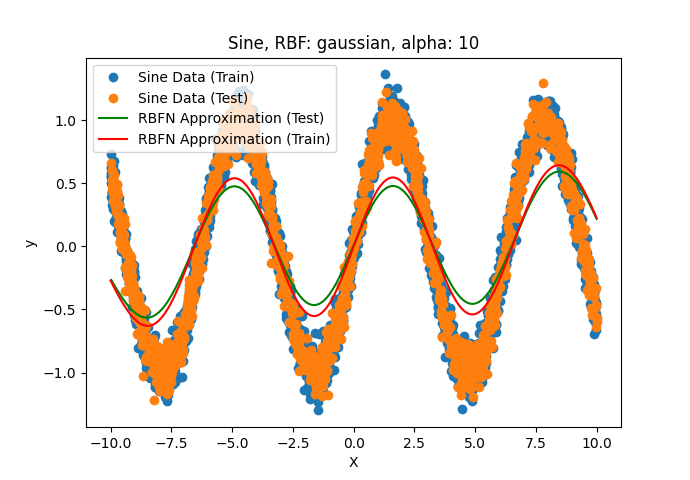 Sine, RBF: gaussian, alpha: 10
Sine Data (Train)
Sine Data (Test)
RBFN Approximation (Test)
RBFN Approximation (Train)
1.0
0.5
0.0
−0.5
−1.0
y
−10.0 −7.5 −5.0 −2.5 0.0 2.5 5.0 7.5 10.0
X